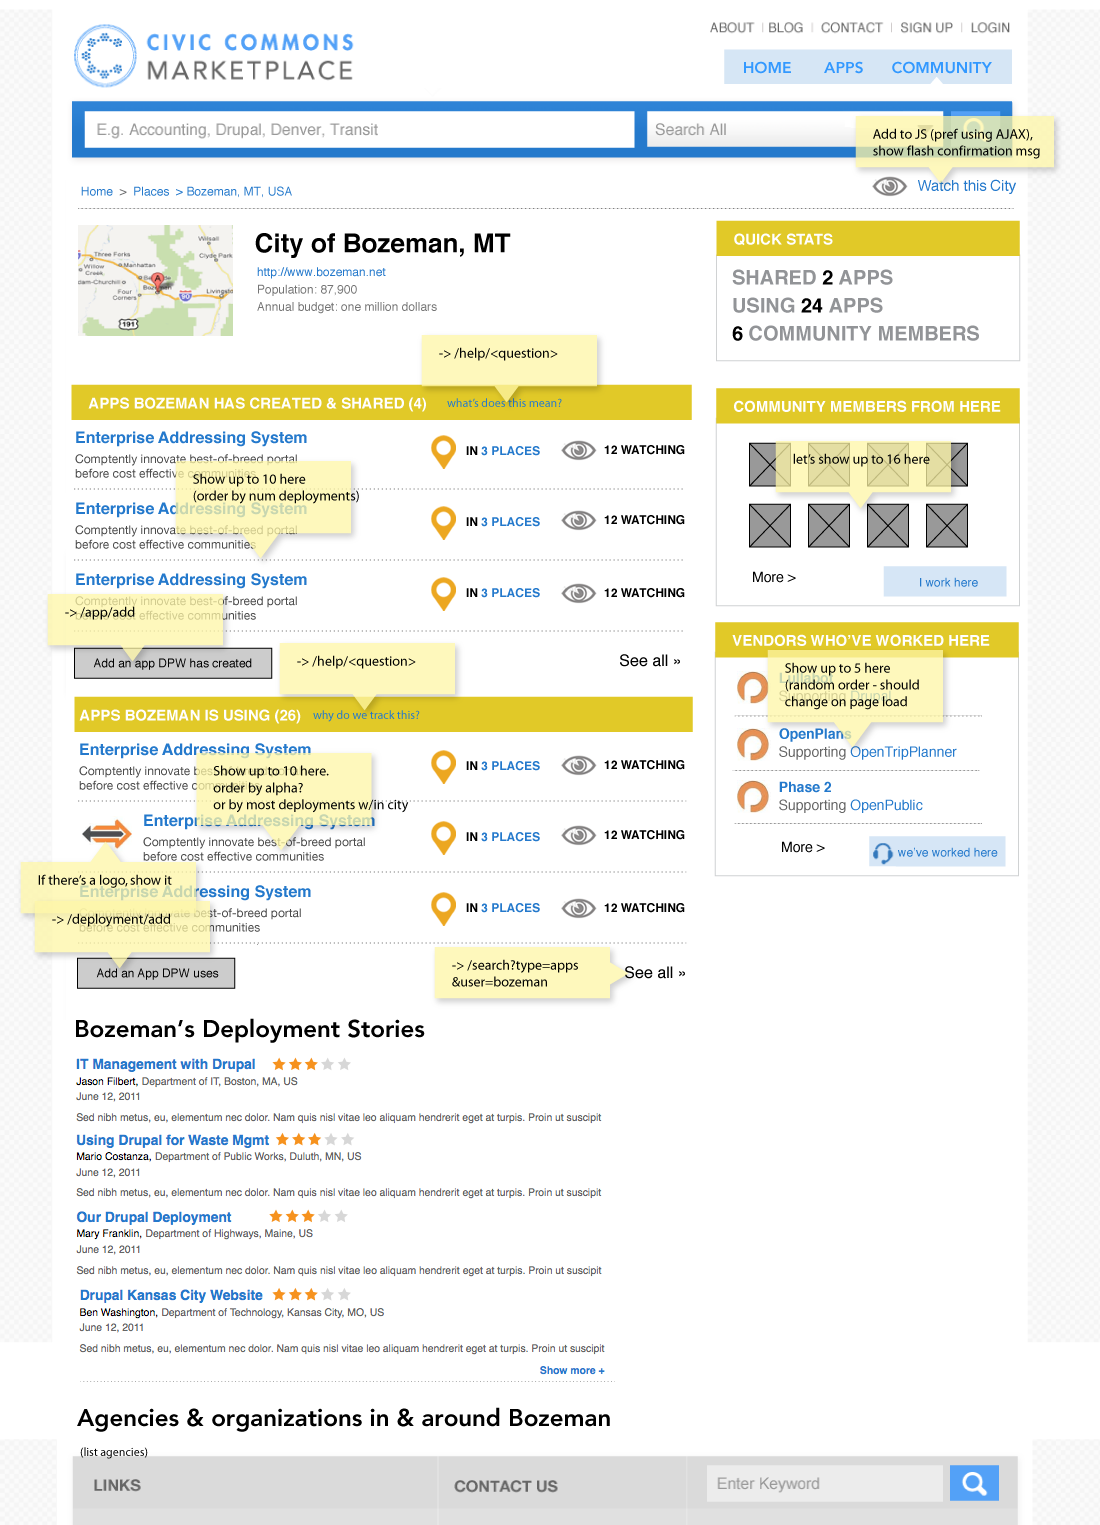 CIVIC COMMONS
MARKETPLACE
ABOUT
BLOG
CONTACT
SIGN UP
LOGIN
HOME
APPS
COMMUNITY
E.g. Accounting, Drupal, Denver, Transit
Search All
Add to JS (pref using AJAX),
show flash confirmation msg
Home > Places > Bozeman, MT, USA
Watch this City
Wilsall
Three Forks
Clyde Park
Manhattan
Willow
Creek
Four
Corners
Livings
90
191
A
City of Bozeman, MT
http://www.bozeman.net
Population: 87,900
Annual budget: one million dollars
QUICK STATS
SHARED 2 APPS
USING 24 APPS
6 COMMUNITY MEMBERS
-> /help/<question>
APPS BOZEMAN HAS CREATED & SHARED (4)
what's does this mean?
Enterprise Addressing System
Comptently innovate best-of-breed portal
before cost effective communities
IN 3 PLACES
12 WATCHING
Show up to 10 here
(order by num deployments)
Enterprise Addressing System
Comptently innovate best-of-breed portal
before cost effective communities
IN 3 PLACES
12 WATCHING
Enterprise Addressing System
Comptently innovate best-of-breed portal
before cost effective communities
IN 3 PLACES
12 WATCHING
-> /app/add
Add an app DPW has created
-> /help/<question>
See all »
COMMUNITY MEMBERS FROM HERE
let's show up to 16 here
More >
I work here
VENDORS WHO'VE WORKED HERE
Show up to 5 here
(random order - should
change on page load
Lullabot
Supporting Drupal
OpenPlans
Supporting OpenTripPlanner
Phase 2
Supporting OpenPublic
More >
we've worked here
APPS BOZEMAN IS USING (26)
why do we track this?
Enterprise Addressing System
Comptently innovate best-of-breed portal
before cost effective communities
IN 3 PLACES
12 WATCHING
Show up to 10 here.
order by alpha?
or by most deployments w/in city
Enterprise Addressing System
Comptently innovate best-of-breed portal
before cost effective communities
IN 3 PLACES
12 WATCHING
If there's a logo, show it
Enterprise Addressing System
Comptently innovate best-of-breed portal
before cost effective communities
IN 3 PLACES
12 WATCHING
-> /deployment/add
Add an App DPW uses
-> /search?type=apps
&user=bozeman
See all »
Bozeman's Deployment Stories
IT Management with Drupal
Jason Filbert, Department of IT, Boston, MA, US
June 12, 2011
Sed nibh metus, eu, elementum nec dolor. Nam quis nisl vitae leo aliquam hendrerit eget at turpis. Proin ut suscipit
Using Drupal for Waste Mgmt
Mario Costanza, Department of Public Works, Duluth, MN, US
June 12, 2011
Sed nibh metus, eu, elementum nec dolor. Nam quis nisl vitae leo aliquam hendrerit eget at turpis. Proin ut suscipit
Our Drupal Deployment
Mary Franklin, Department of Highways, Maine, US
June 12, 2011
Sed nibh metus, eu, elementum nec dolor. Nam quis nisl vitae leo aliquam hendrerit eget at turpis. Proin ut suscipit
Drupal Kansas City Website
Ben Washington, Department of Technology, Kansas City, MO, US
June 12, 2011
Sed nibh metus, eu, elementum nec dolor. Nam quis nisl vitae leo aliquam hendrerit eget at turpis. Proin ut suscipit
Show more +
Agencies & organizations in & around Bozeman
(list agencies)
LINKS
CONTACT US
Enter Keyword